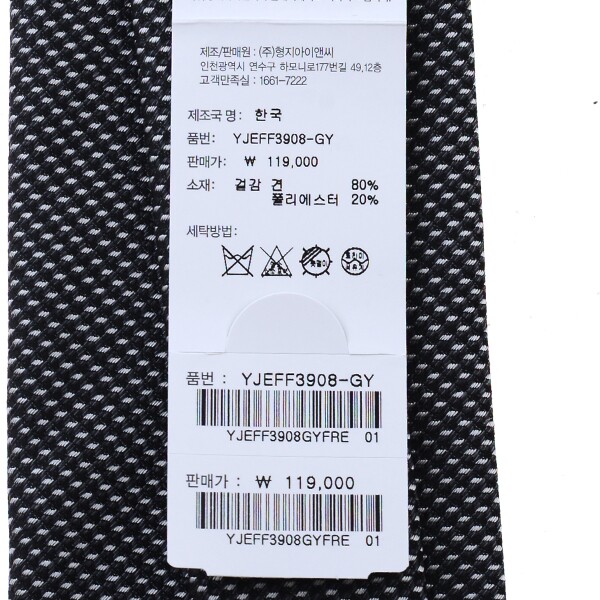 제조/판매원 : (주)형지아이앤씨
인천광역시 연수구 하모니로177번길 49,12층
고객만족실 : 1661-7222
제조국 명 : 한국
품번: YJEFF3908-GY
판매가: ₩ 119,000
소재: 겉감 견 80%
폴리에스터 20%
세탁방법:
품번 : YJEFF3908-GY
YJEFF3908GYFRE 01
판매가 : ₩ 119,000
YJEFF3908GYFRE 01